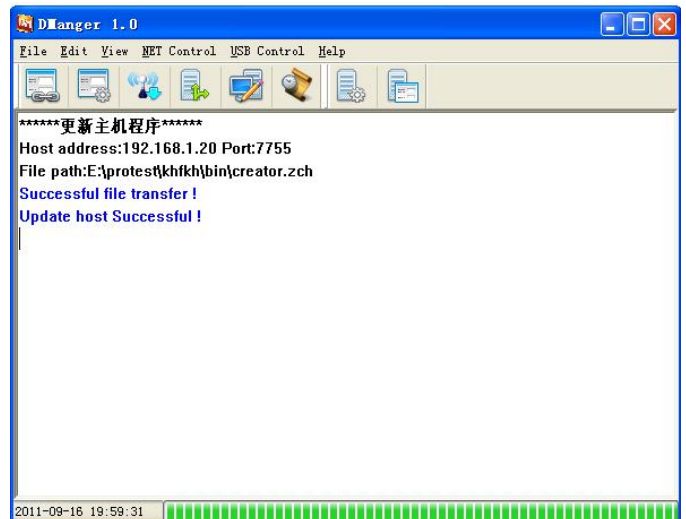 DManger 1.0
File Edit View NET Control USB Control Help
******更新主机程序******
Host address:192.168.1.20 Port:7755
File path:E:\protest\khfkh\bin\creator.zch
Successful file transfer !
Update host Successful !
2011-09-16 19:59:31